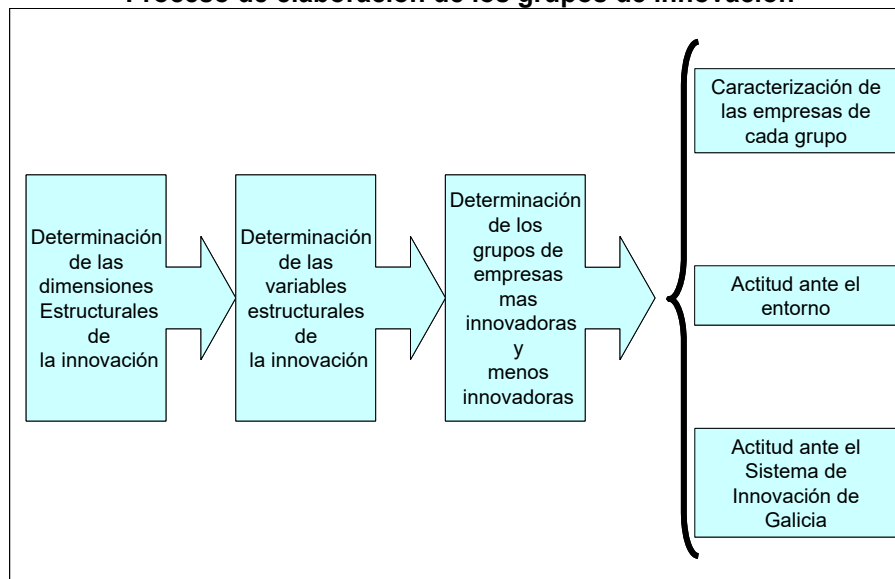 Proceso de elaboración de los grupos de innovación
Determinación
de las
dimensiones
Estructurales
de
la innovación
Determinación
de las
variables
estructurales
de
la innovación
Determinación
de los
grupos de
empresas
mas
innovadoras
y
menos
innovadoras
Caracterización de
las empresas de
cada grupo
Actitud ante el
entorno
Actitud ante el
Sistema de
Innovación de
Galicia